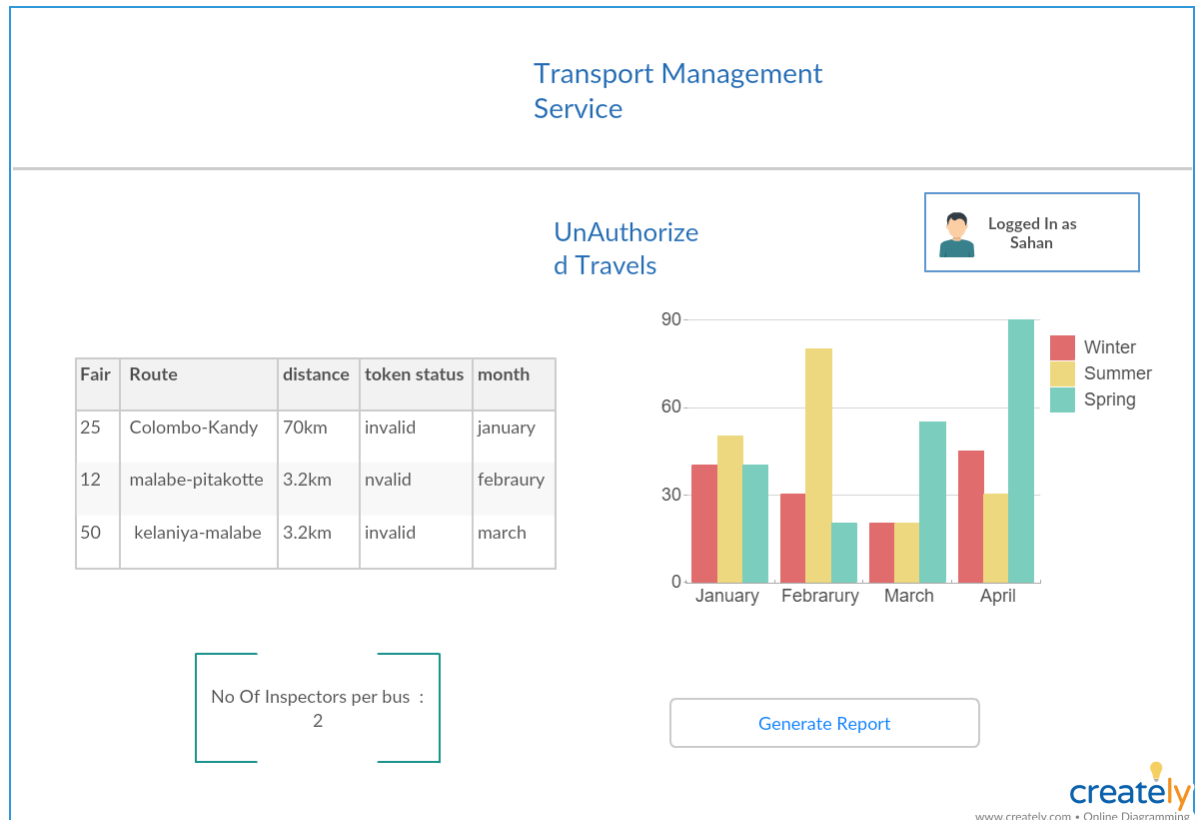 Transport Management
Service
UnAuthorize
d Travels
Logged In as
Sahan
Fair Route distance token status month
25 Colombo-Kandy 70km invalid january
12 malabe-pitakotte 3.2km nvalid febraury
50 kelaniya-malabe 3.2km invalid march
90
60
30
0
January Febrarury March April
Winter
Summer
Spring
No Of Inspectors per bus :
2
Generate Report
creately
www.creately.com • Online Diagramming